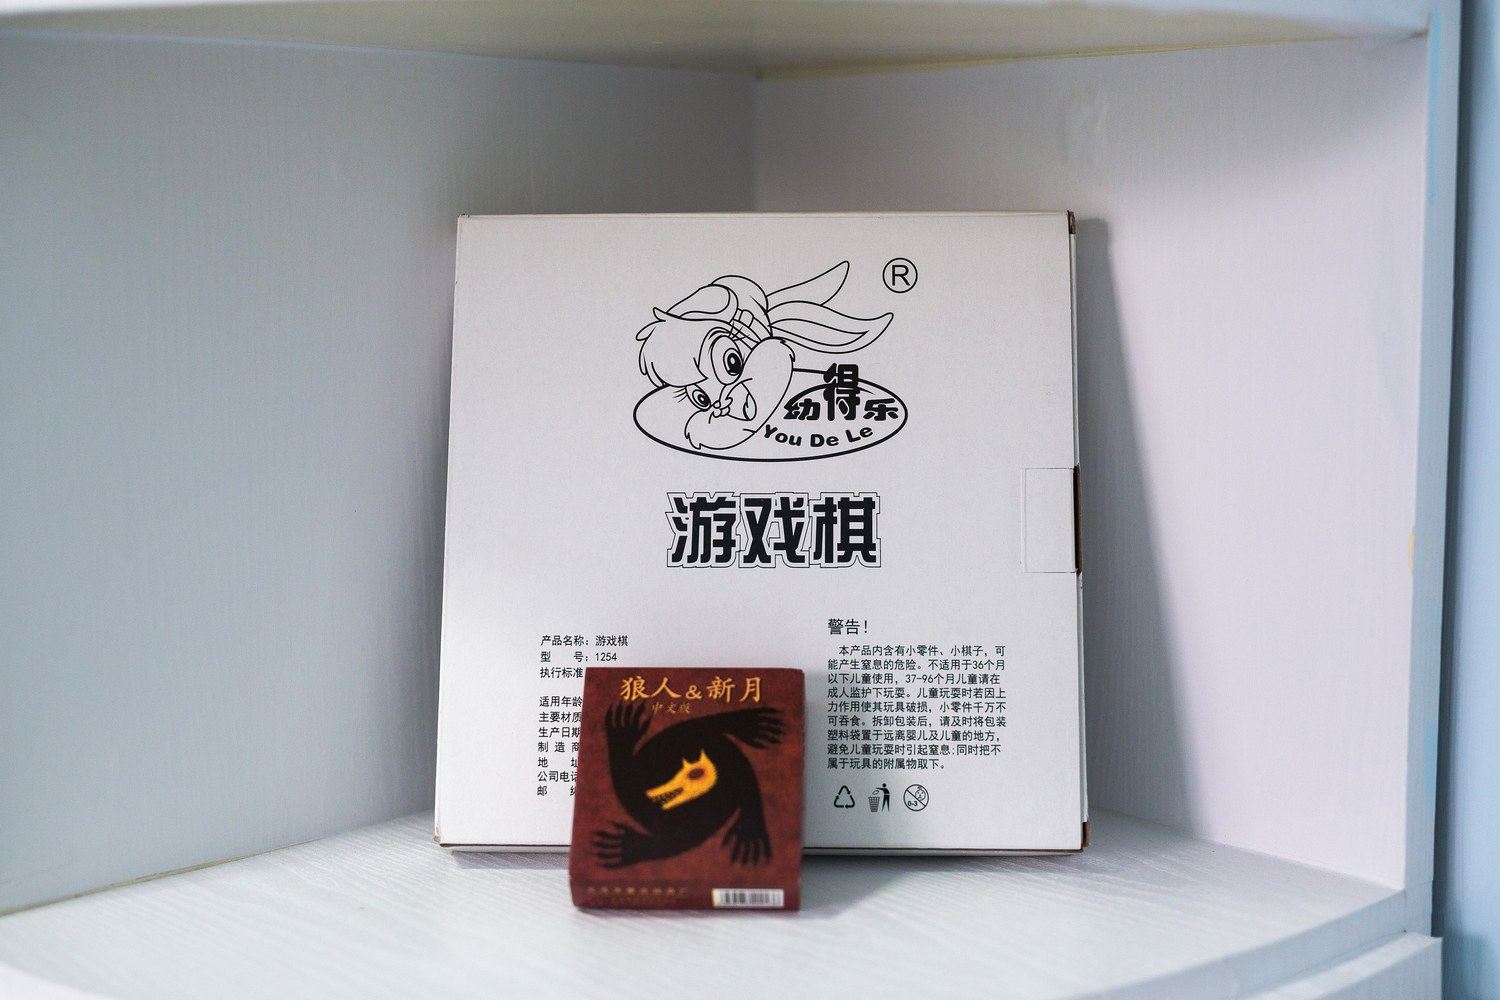 ®
幼得乐
You De Le
游戏棋
产品名称：游戏棋
型 号：1254
执行标准
适用年龄
主要材质
生产日期
制 造 商
地 址
公司电话
邮 编
警告！
本产品内含有小零件、小棋子，可
能产生窒息的危险。不适用于36个月
以下儿童使用，37-96个月儿童请在
成人监护下玩耍。儿童玩耍时若因上
力作用使其玩具破损，小零件千万不
可吞食。拆卸包装后，请及时将包装
塑料袋置于远离婴儿及儿童的地方，
避免儿童玩耍时引起窒息;同时把不
属于玩具的附属物取下。
0-3
狼人&新月
中文版